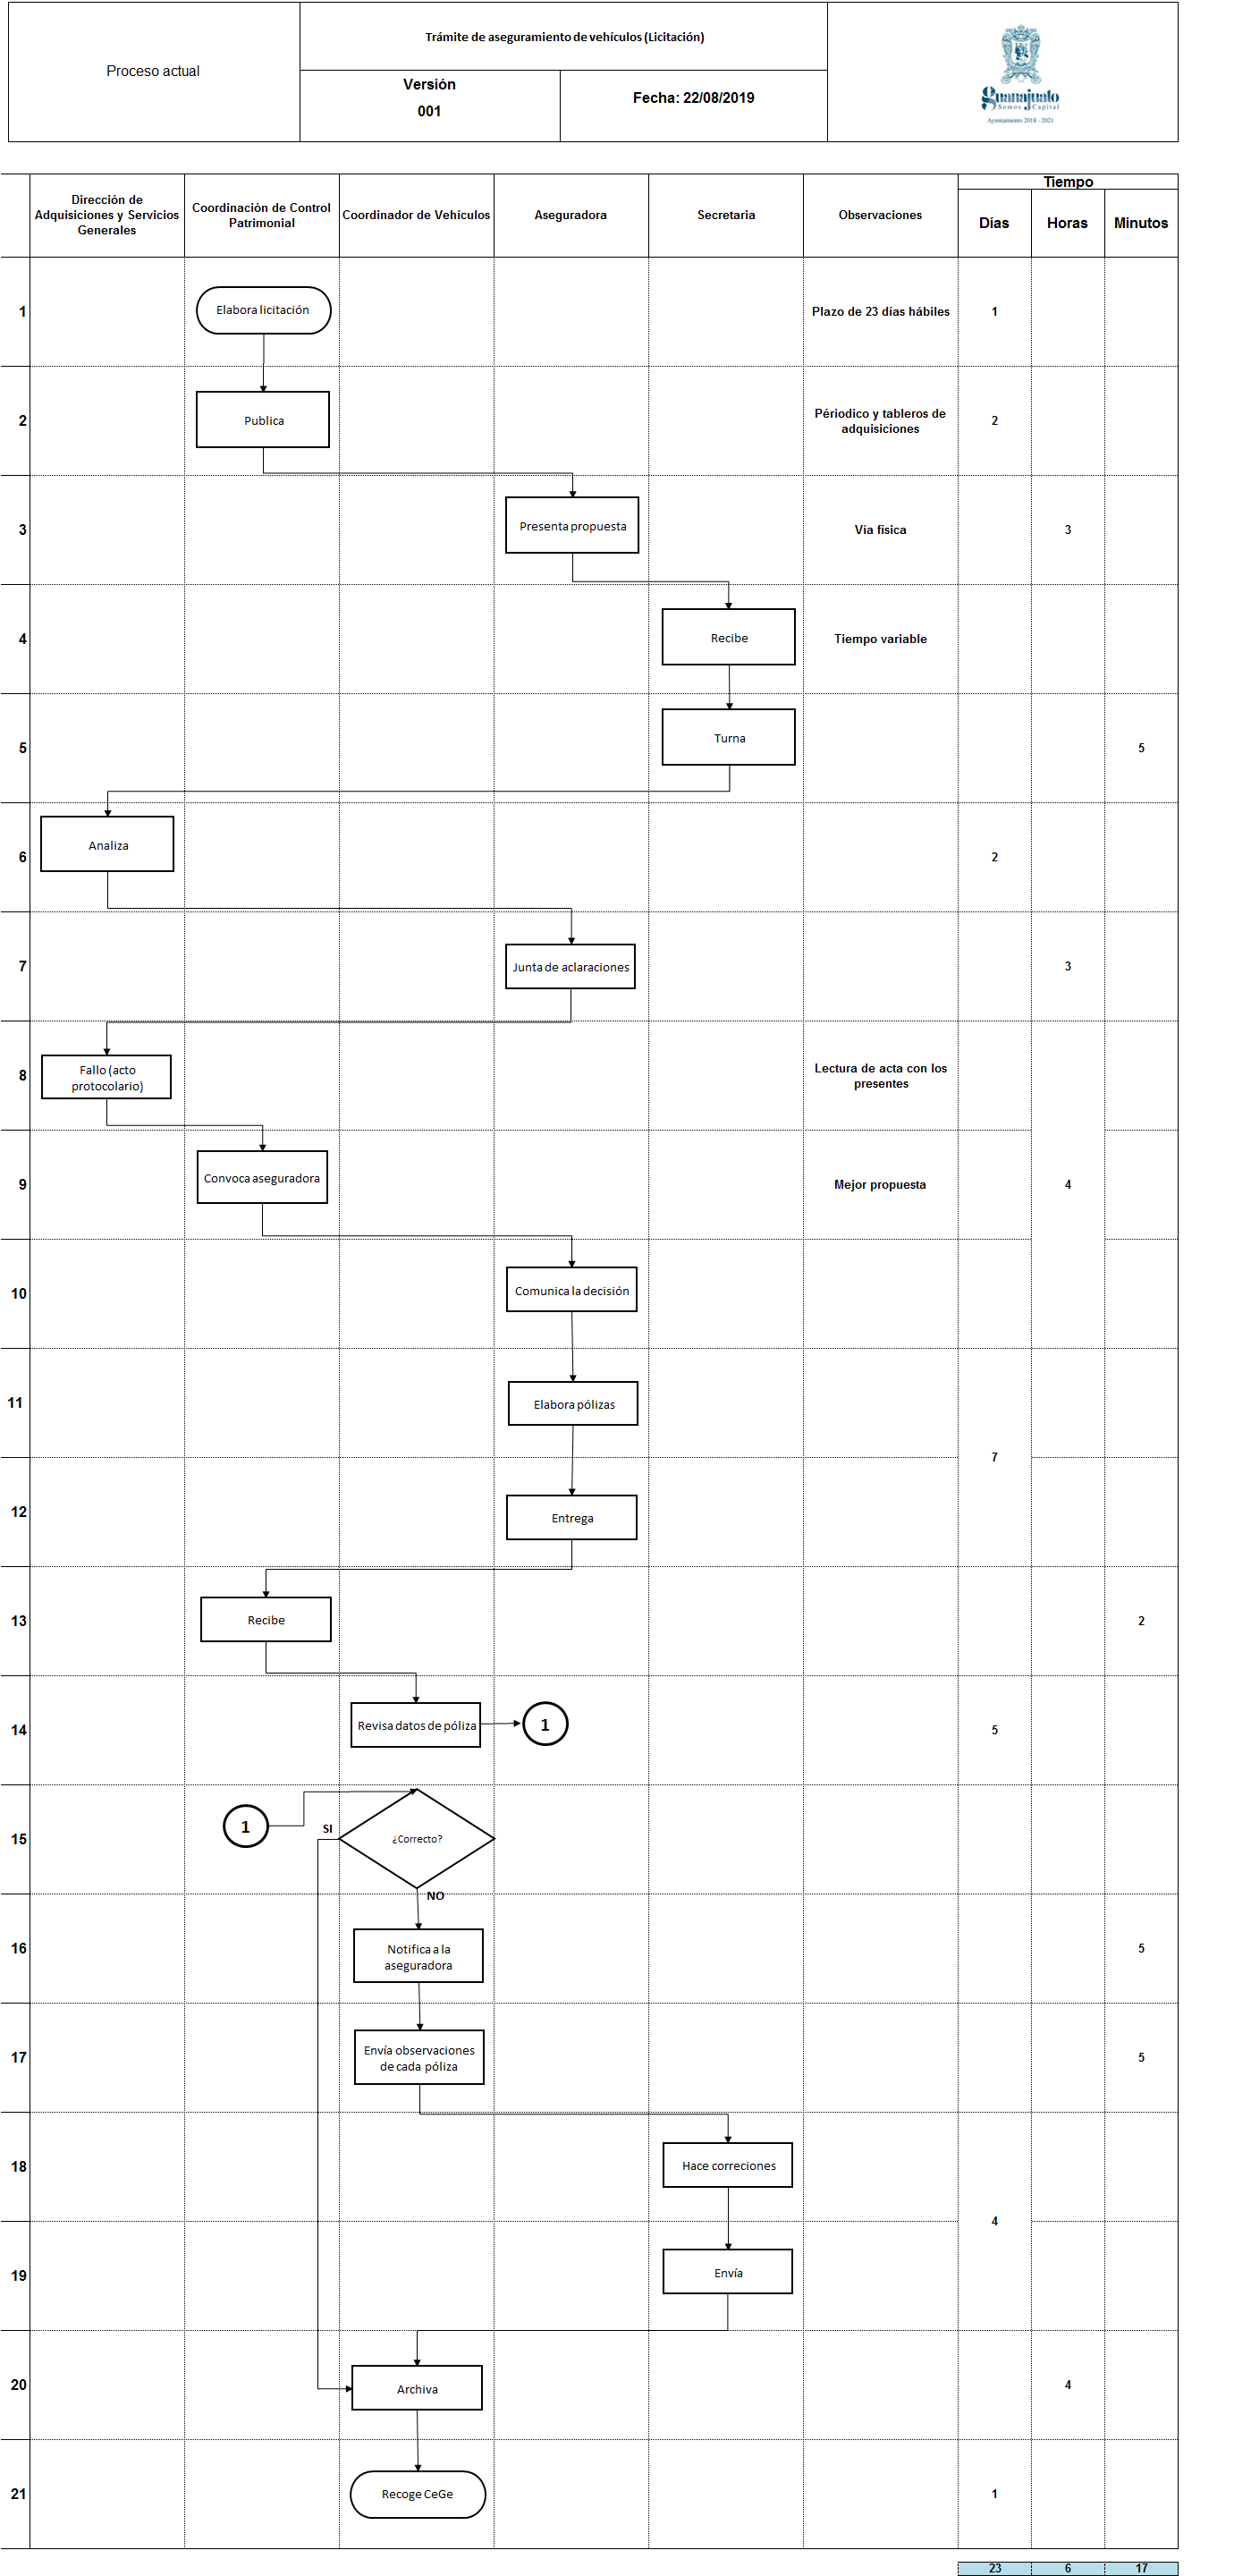 Proceso actual
Trámite de aseguramiento de vehículos (Licitación)
Versión
001
Fecha: 22/08/2019
guanajuato
Somos Capital
Ayuntamiento 2018 - 2021
Dirección de
Adquisiciones y Servicios
Generales
Coordinación de Control
Patrimonial
Coordinador de Vehículos
Aseguradora
Secretaria
Observaciones
Tiempo
Días
Horas
Minutos
1
Elabora licitación
Plazo de 23 días hábiles
1
2
Publica
Périodico y tableros de
adquisiciones
2
3
Presenta propuesta
Vía física
3
4
Recibe
Tiempo variable
5
Turna
5
6
Analiza
2
7
Junta de aclaraciones
3
8
Fallo (acto
protocolario)
Lectura de acta con los
presentes
9
Convoca aseguradora
Mejor propuesta
4
10
Comunica la decisión
11
Elabora pólizas
7
12
Entrega
13
Recibe
2
14
Revisa datos de póliza
1
5
15
1
SI
¿Correcto?
NO
16
Notifica a la
aseguradora
5
17
Envía observaciones
de cada póliza
5
18
Hace correciones
4
19
Envía
20
Archiva
4
21
Recoge CeGe
1
23
6
17